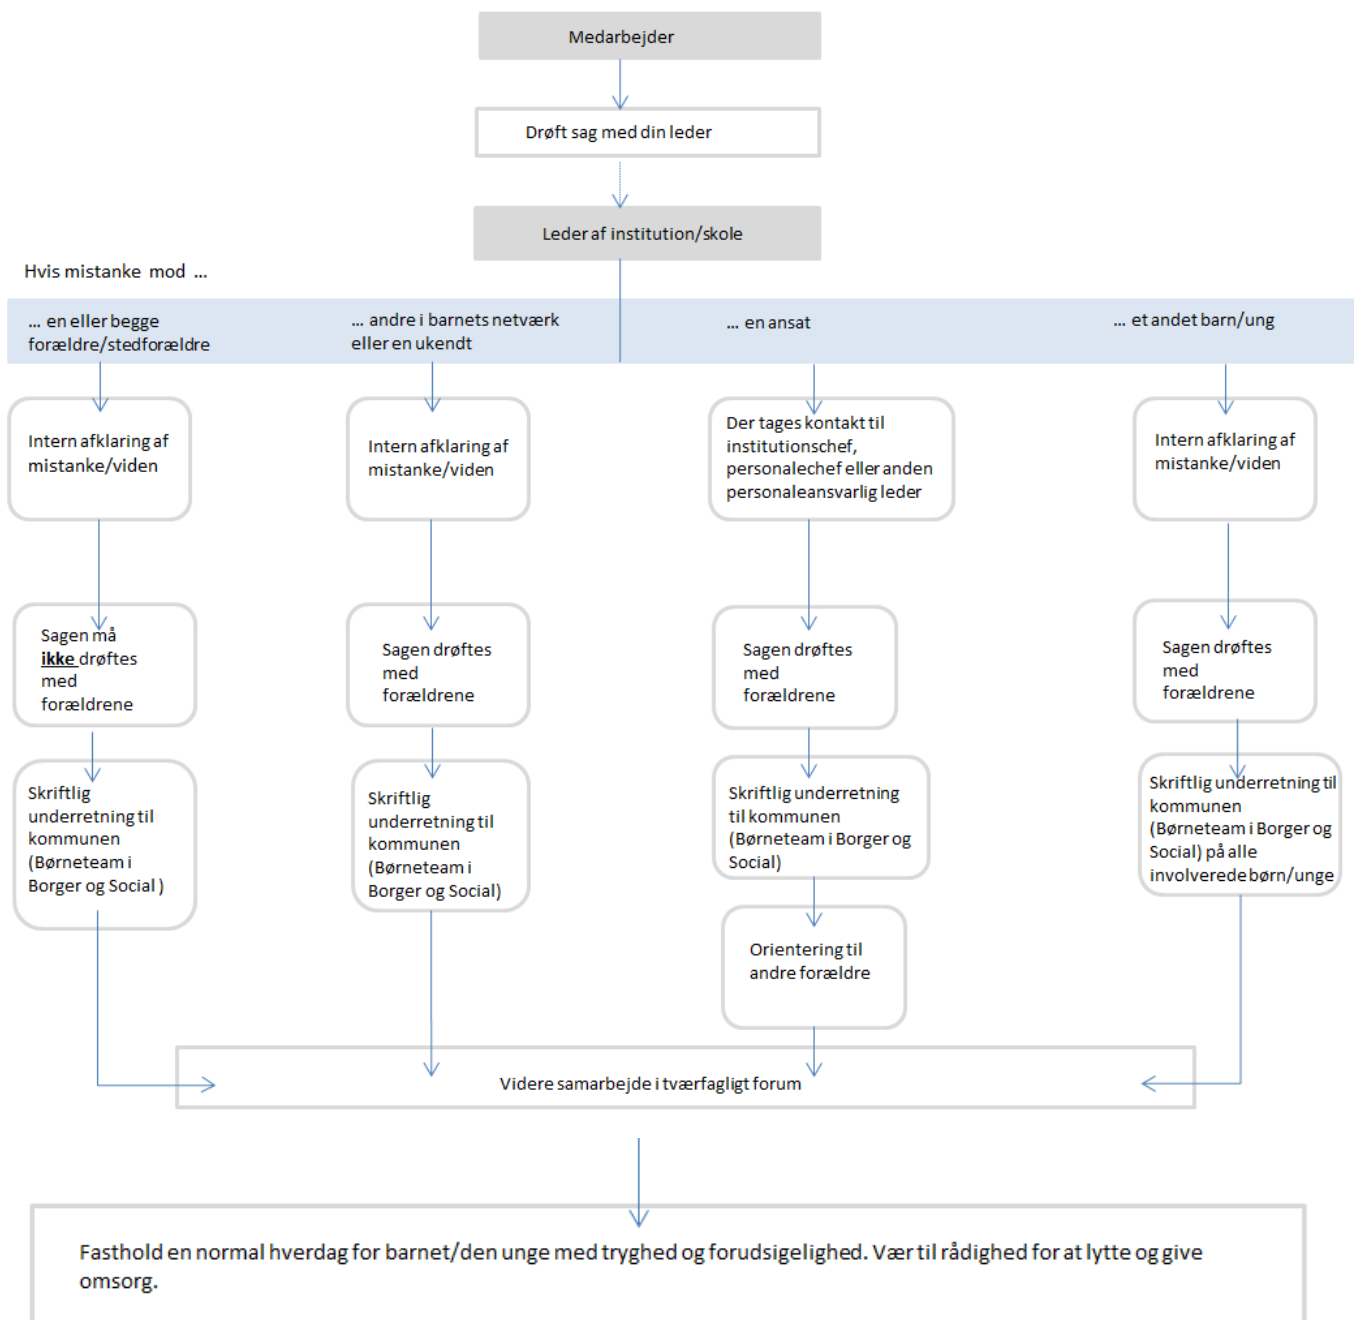 Medarbejder
Drøft sag med din leder
Leder af institution/skole
Hvis mistanke mod ...
... en eller begge
forældre/stedforældre
... andre i barnets netværk
eller en ukendt
... en ansat
... et andet barn/ung
Intern afklaring af
mistanke/viden
Intern afklaring af
mistanke/viden
Der tages kontakt til
institutionschef,
personalechef eller anden
personaleansvarlig leder
Intern afklaring af
mistanke/viden
Sagen må
ikke drøftes
med
forældrene
Sagen drøftes
med
forældrene
Sagen drøftes
med
forældrene
Sagen drøftes
med
forældrene
Skriftlig
underretning til
kommunen
(Børneteam i
Borger og Social )
Skriftlig
underretning til
kommunen
(Børneteam i
Borger og Social)
Skriftlig underretning
til kommunen
(Børneteam i Borger og
Social)
Skriftlig underretning til
kommunen
(Børneteam i Borger og
Social) på alle
involverede børn/unge
Orientering til
andre forældre
Videre samarbejde i tværfagligt forum
Fasthold en normal hverdag for barnet/den unge med tryghed og forudsigelighed. Vær til rådighed for at lytte og give
omsorg.